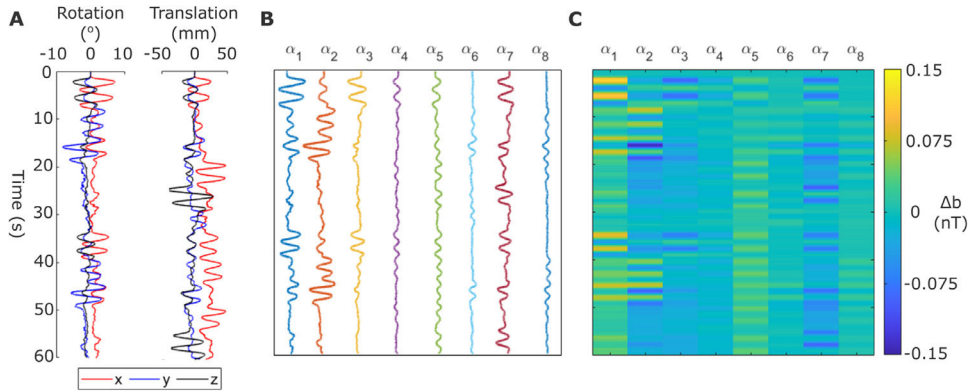 A
Rotation
(º)
-10 0 10
Translation
(mm)
-50 0 50
Time (s)
0
10
20
30
40
50
60
x y z
B
α1 α2 α3 α4 α5 α6 α7 α8
C
α1 α2 α3 α4 α5 α6 α7 α8
0.15
0.075
0
-0.075
-0.15
Δb
(nT)